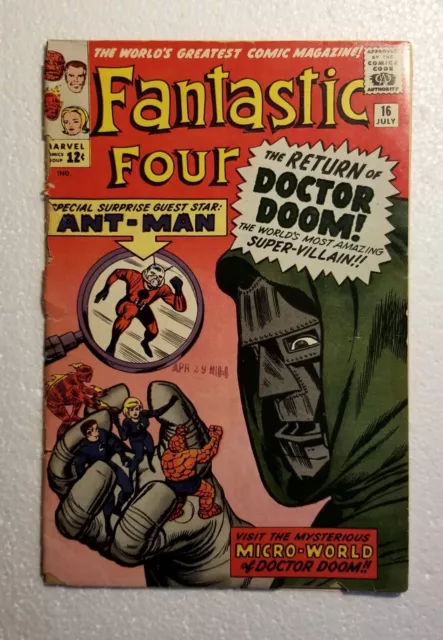 THE WORLD'S GREATEST COMIC MAGAZINE!
APPROVED
BY THE
COMICS
CODE
AUTHORITY
Fantastic
Four
MARVEL
COMICS
GROUP
12¢
IND.
16
JULY
SPECIAL SURPRISE GUEST STAR:
ANT-MAN
THE RETURN OF
DOCTOR
DOOM!
THE WORLD'S MOST AMAZING
SUPER-VILLAIN!!
VISIT THE MYSTERIOUS
MICRO-WORLD
of DOCTOR DOOM!!